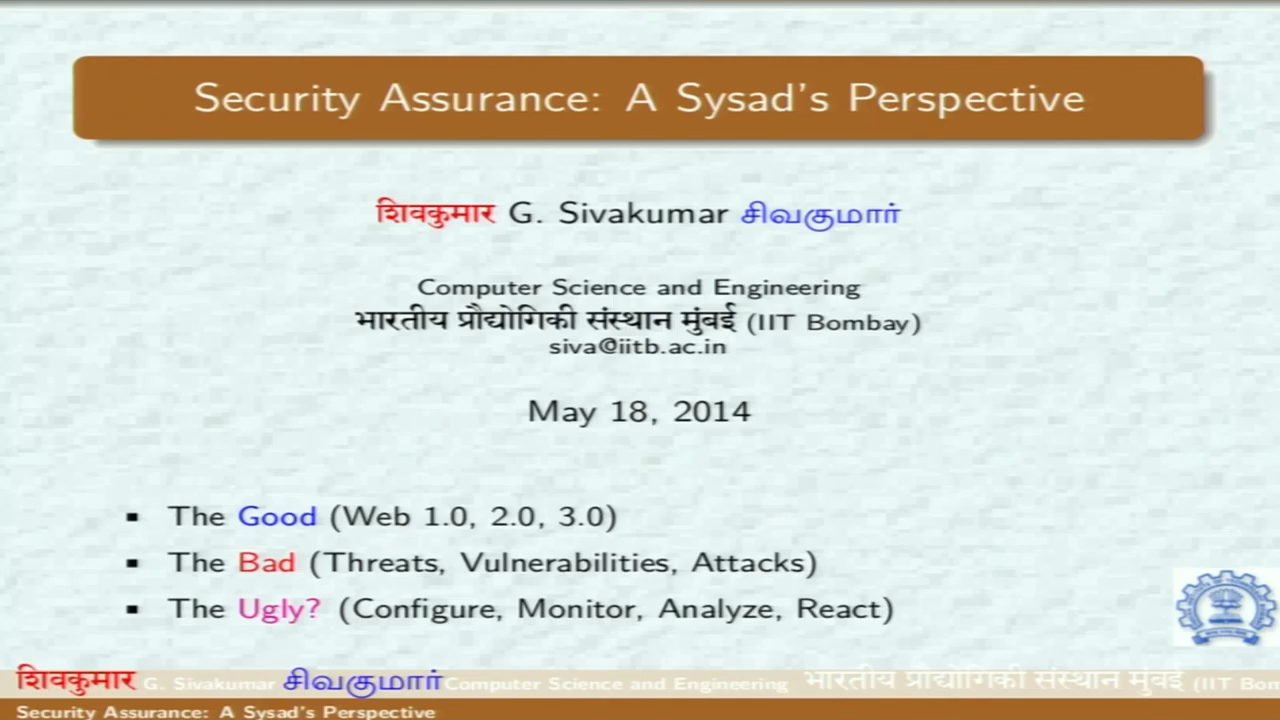 Security Assurance: A Sysad's Perspective
शिवकुमार G. Sivakumar சிவகுமார்
Computer Science and Engineering
भारतीय प्रौद्योगिकी संस्थान मुंबई (IIT Bombay)
siva@iitb.ac.in
May 18, 2014
▪ The Good (Web 1.0, 2.0, 3.0)
▪ The Bad (Threats, Vulnerabilities, Attacks)
▪ The Ugly? (Configure, Monitor, Analyze, React)
शिवकुमार G. Sivakumar சிவகுமார் Computer Science and Engineering भारतीय प्रौद्योगिकी संस्थान मुंबई (IIT Bom
Security Assurance: A Sysad's Perspective